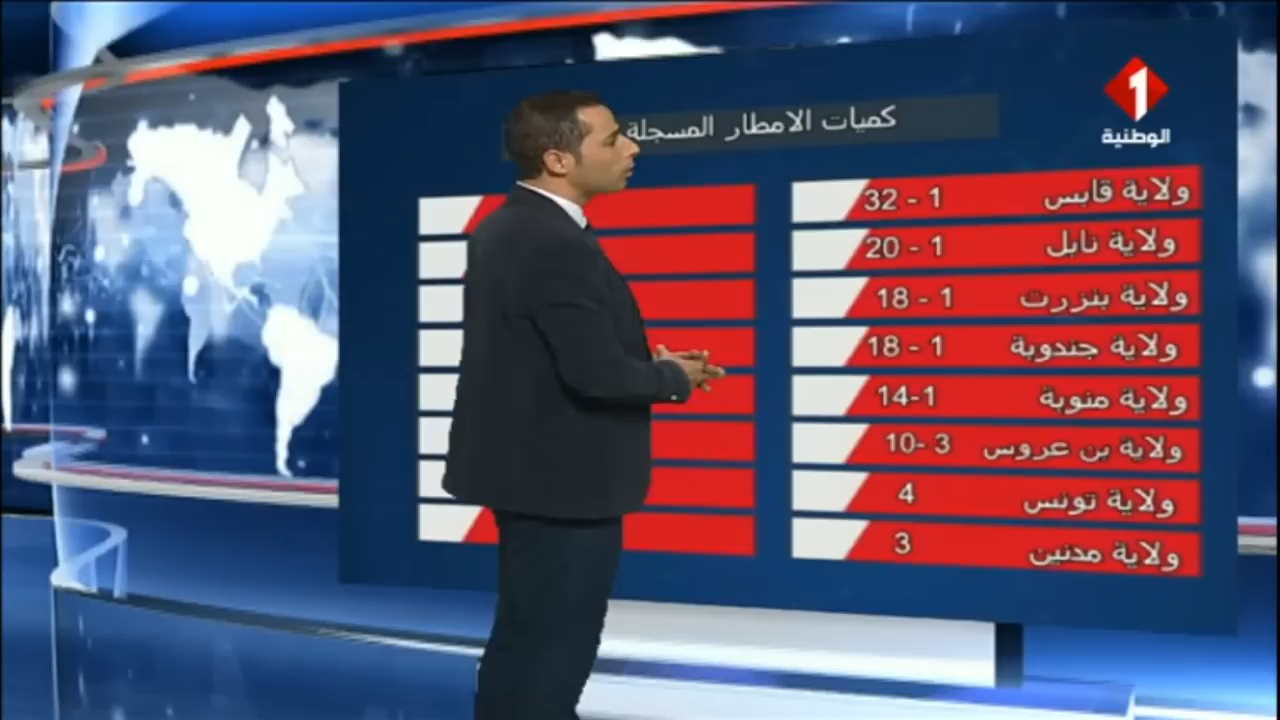 1
الوطنية
كميات الامطار المسجلة
ولاية قابس 1 - 32
ولاية نابل 1 - 20
ولاية بنزرت 1 - 18
ولاية جندوبة 1 - 18
ولاية منوبة 1-14
ولاية بن عروس 3 -10
ولاية تونس 4
ولاية مدنين 3